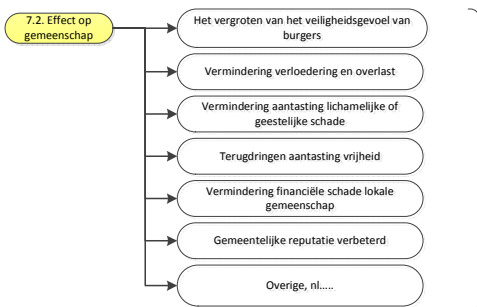 7.2. Effect op
gemeenschap
Het vergroten van het veiligheidsgevoel van
burgers
Vermindering verloedering en overlast
Vermindering aantasting lichamelijke of
geestelijke schade
Terugdringen aantasting vrijheid
Vermindering financiële schade lokale
gemeenschap
Gemeentelijke reputatie verbeterd
Overige, nl.....